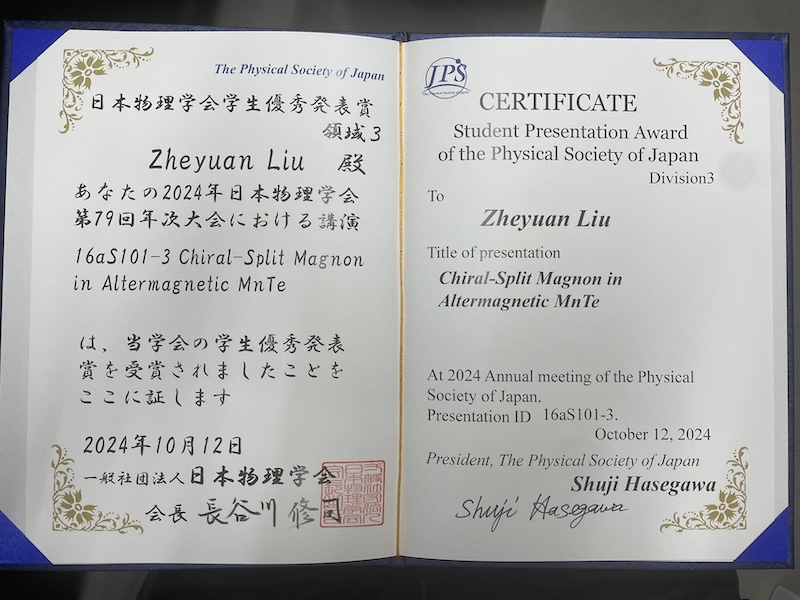 The Physical Society of Japan
日本物理学会学生優秀発表賞
領域3
Zheyuan Liu 殿
あなたの2024年日本物理学会
第79回年次大会における講演
16aS101-3 Chiral-Split Magnon
in Altermagnetic MnTe
は、当学会の学生優秀発表
賞を受賞されましたことを
ここに証します
2024年10月12日
一般社団法人日本物理学会
会長 長谷川 修司
JPS
The Physical Society of Japan
CERTIFICATE
Student Presentation Award
of the Physical Society of Japan
Division3
To
Zheyuan Liu
Title of presentation
Chiral-Split Magnon in
Altermagnetic MnTe
At 2024 Annual meeting of the Physical
Society of Japan.
Presentation ID 16aS101-3.
October 12, 2024
President, The Physical Society of Japan
Shuji Hasegawa
Shuji Hasegawa